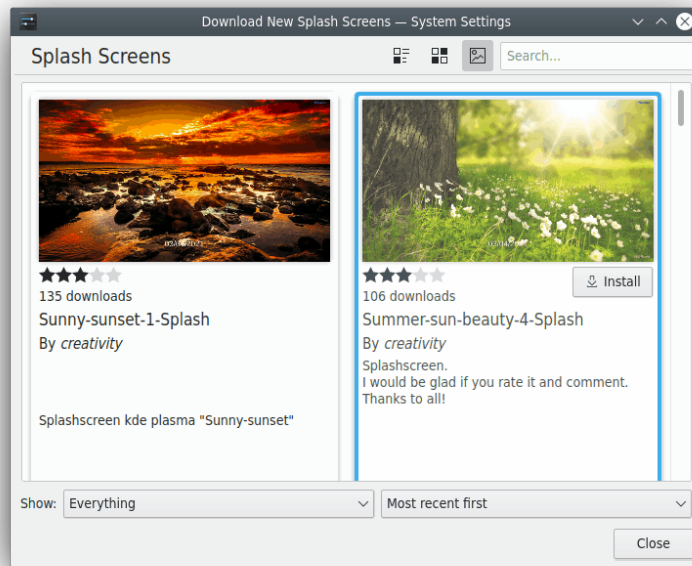 Download New Splash Screens — System Settings
Splash Screens
Search...
135 downloads
Sunny-sunset-1-Splash
By creativity
Splashscreen kde plasma "Sunny-sunset"
106 downloads
Install
Summer-sun-beauty-4-Splash
By creativity
Splashscreen.
I would be glad if you rate it and comment.
Thanks to all!
Show:
Everything
Most recent first
Close